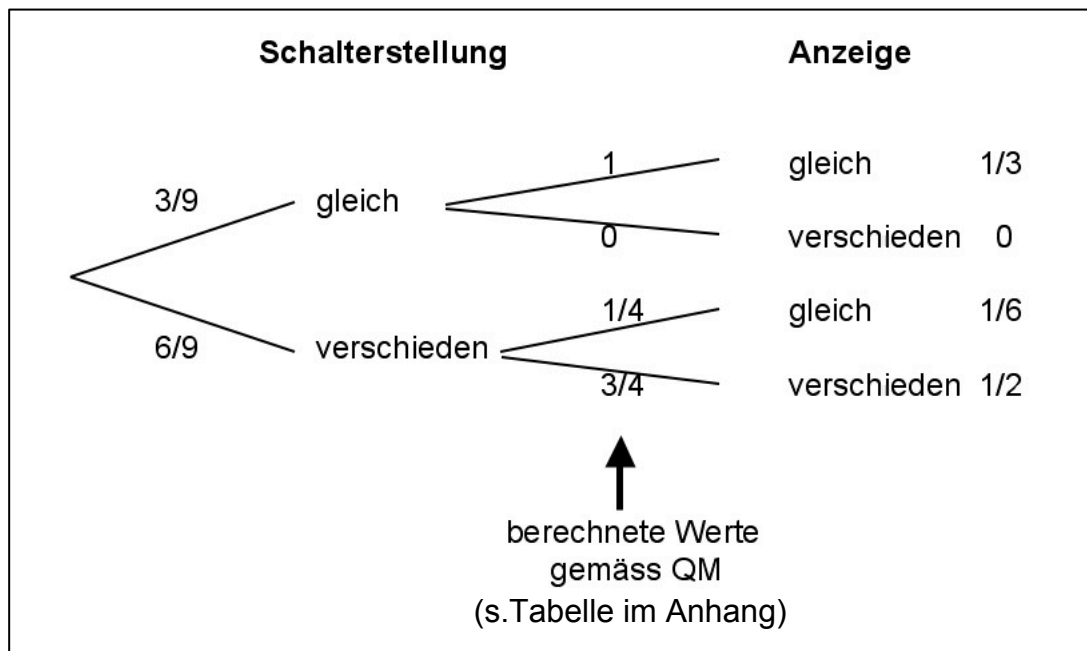 Schalterstellung Anzeige
1 gleich 1/3
3/9 gleich
0 verschieden 0
1/4 gleich 1/6
6/9 verschieden
3/4 verschieden 1/2
berechnete Werte
gemäss QM
(s.Tabelle im Anhang)